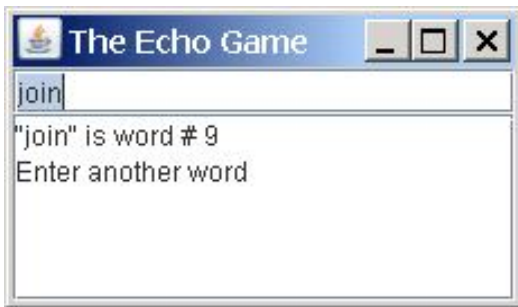 The Echo Game
join
"join" is word # 9
Enter another word